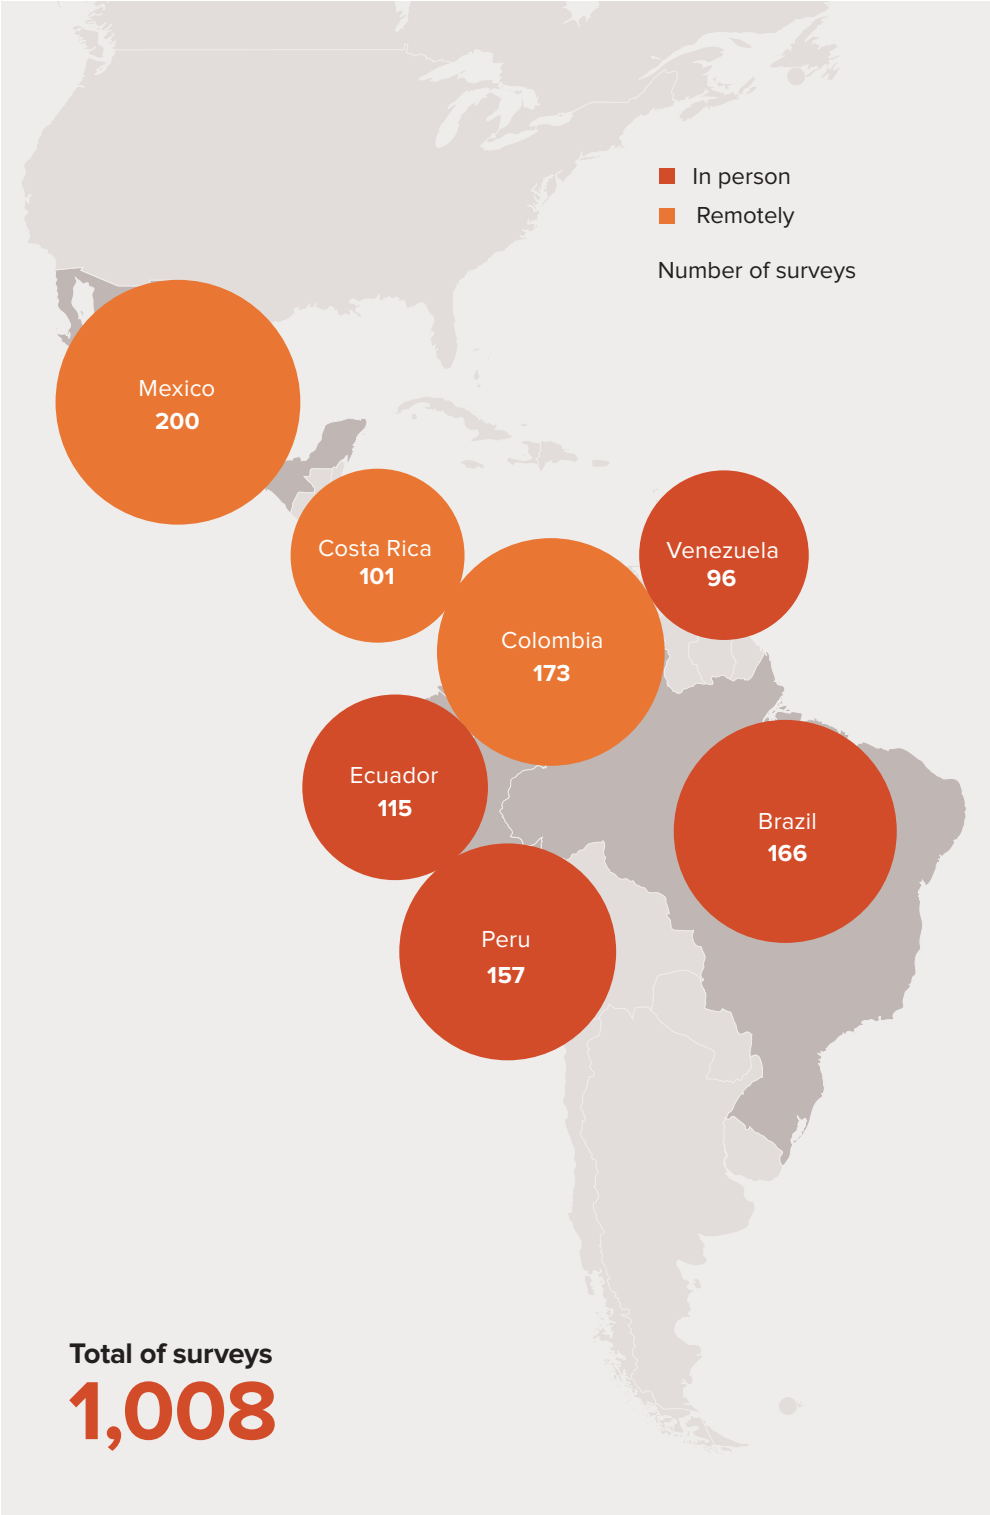 In person
Remotely
Number of surveys
Mexico
200
Costa Rica
101
Venezuela
96
Colombia
173
Ecuador
115
Brazil
166
Peru
157
Total of surveys
1,008